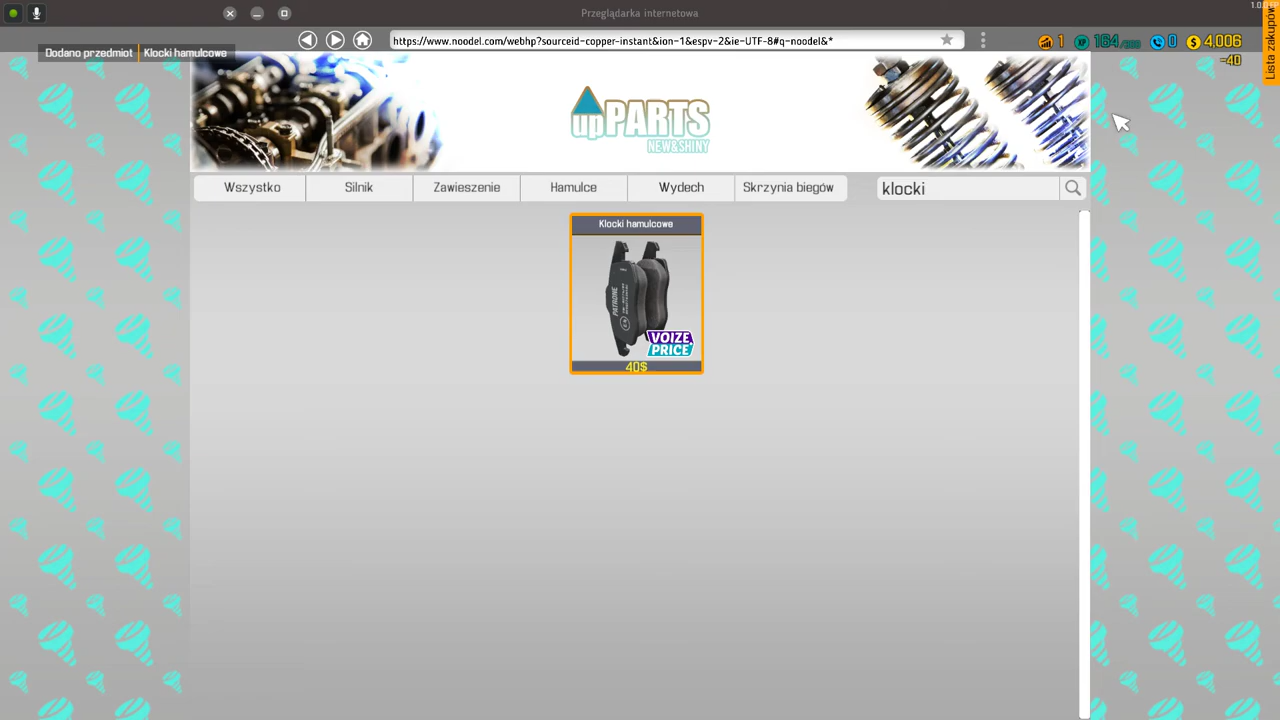 Przeglądarka internetowa
Dodano przedmiot Klocki hamulcowe
https://www.noodel.com/webhp?sourceid-copper-instant&ion-1&espv-2&ie-UTF-8#q-noodel&*
1 XP 164 0 $ 4,006
-40
upPARTS
NEW&SHINY
Wszystko Silnik Zawieszenie Hamulce Wydech Skrzynia biegów klocki
Klocki hamulcowe
PATRONE
VOIZE
PRICE
40$